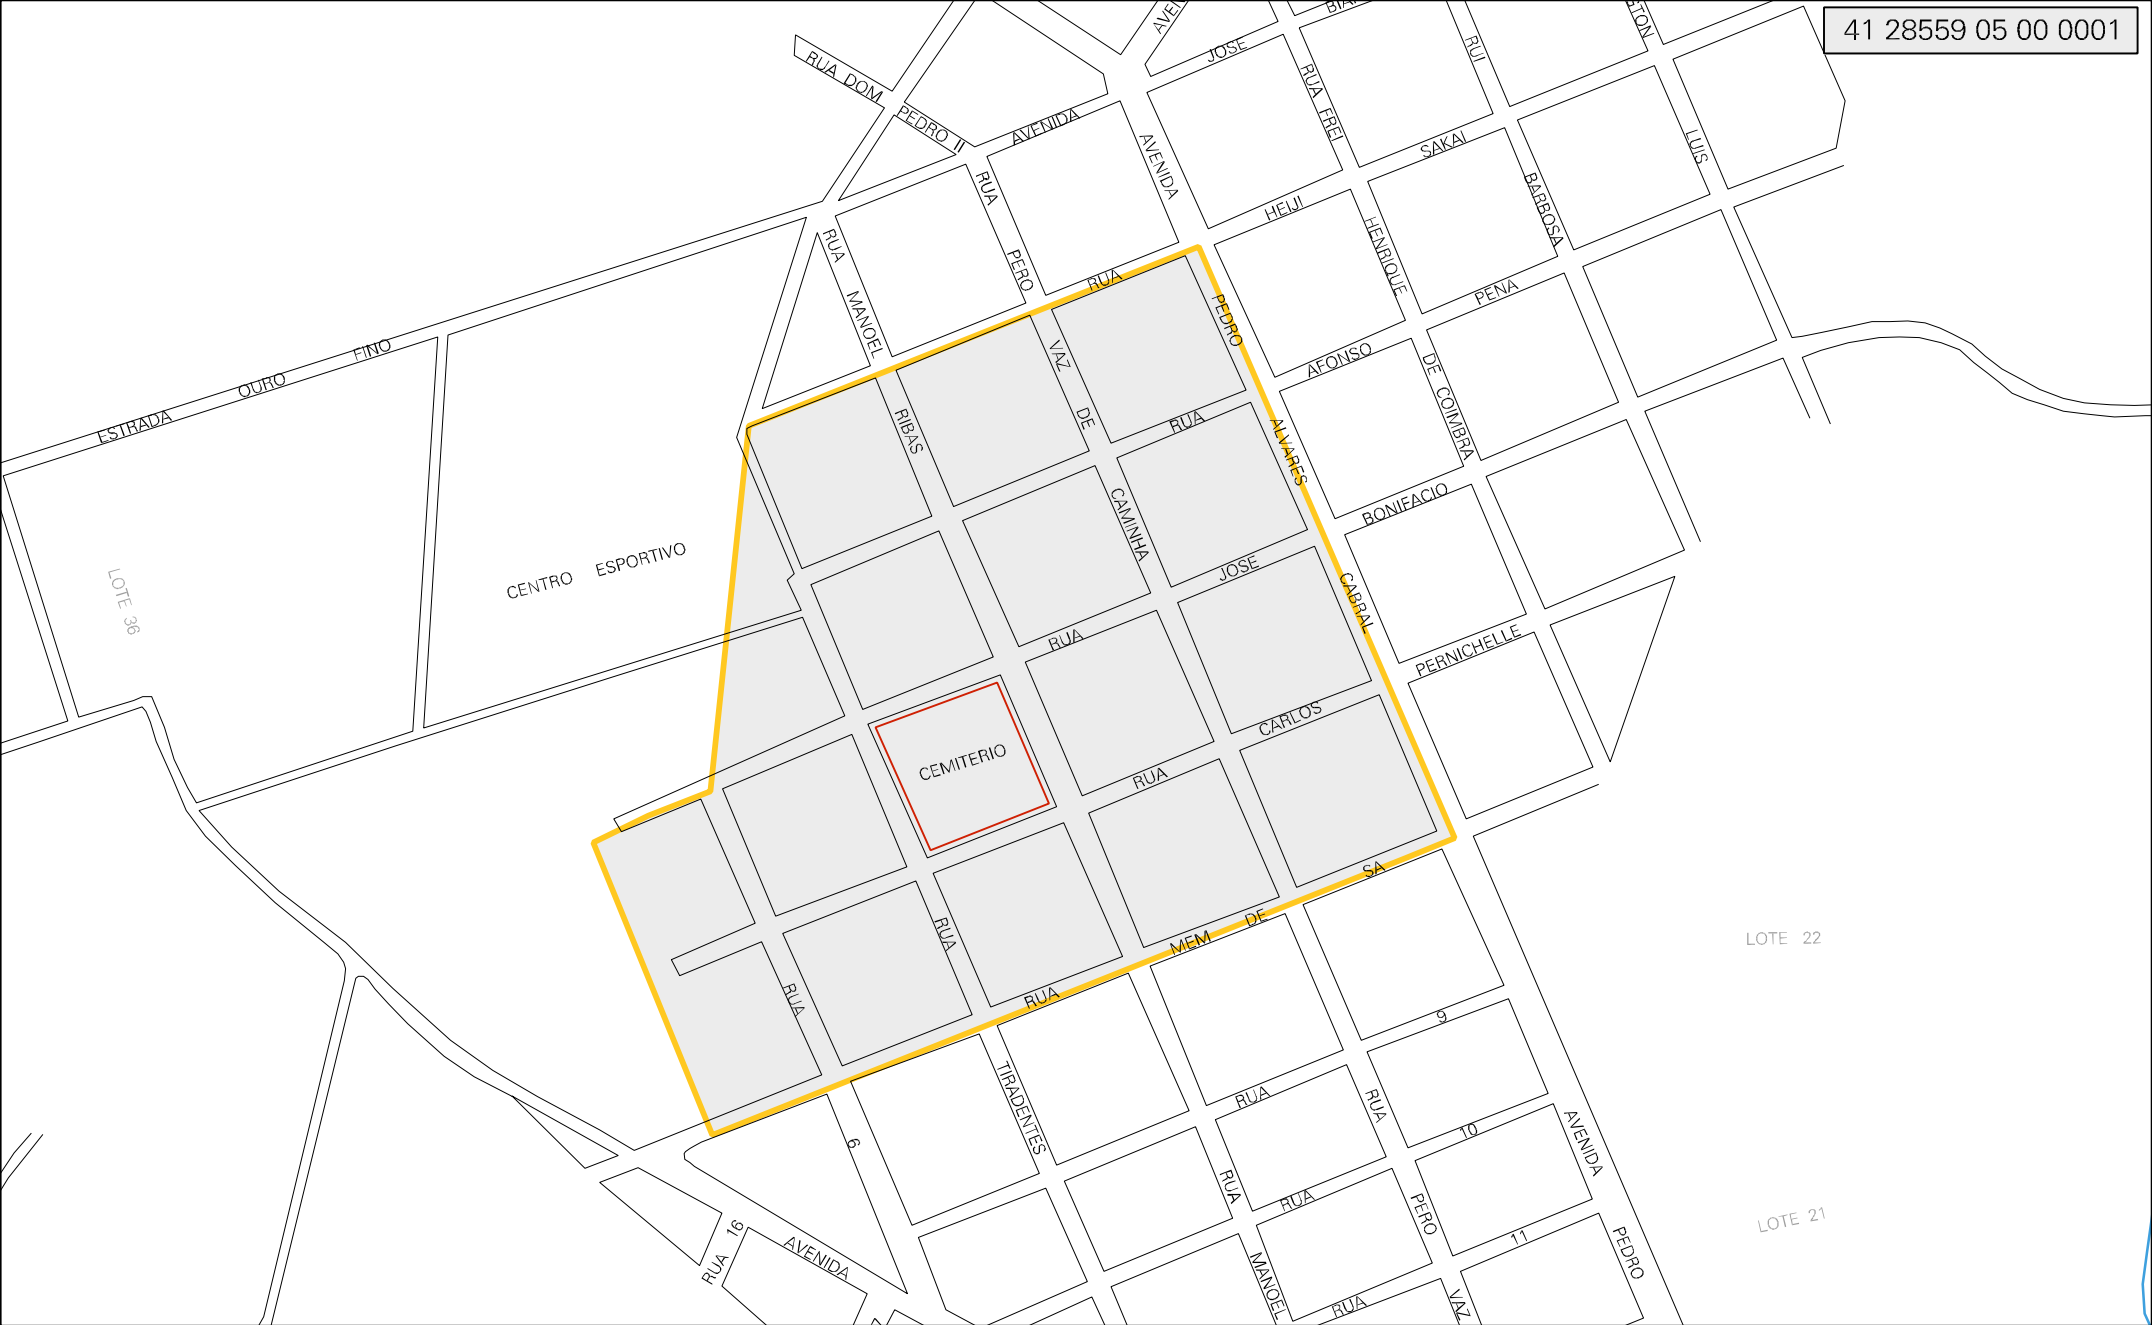 41 28559 05 00 0001
RUA DOM
PEDRO II
AVENIDA
JOSE
RUA FREI
RUI
SAKAI
LUIS
AVENIDA
RUA
RUA
PERO
MANOEL
HEIJI
HENRIQUE
BARBOSA
PENA
RUA
PEDRO
AFONSO
DE COIMBRA
ESTRADA
OURO
FINO
VAZ
DE
RIBAS
RUA
ALVARES
BONIFACIO
CAMINHA
CENTRO ESPORTIVO
LOTE 36
JOSE
CABRAL
RUA
PERNICHELLE
CARLOS
CEMITERIO
RUA
SA
DE
MEM
RUA
RUA
RUA
LOTE 22
9
TIRADENTES
RUA
RUA
10
AVENIDA
6
RUA
RUA
PERO
LOTE 21
RUA 16
AVENIDA
11
PEDRO
MANOEL
RUA
VAZ